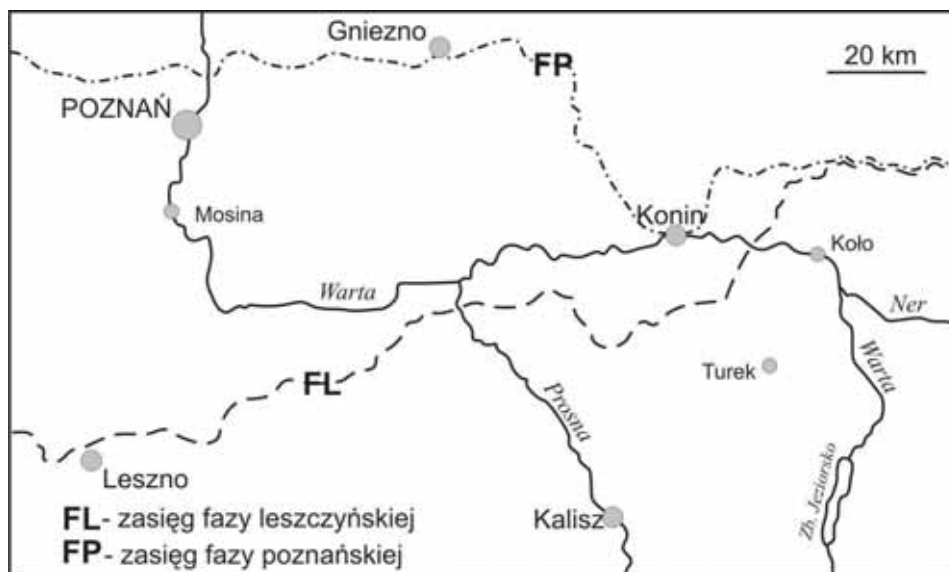 Gniezno
FP
20 km
POZNAŃ
Mosina
Konin
Koło
Warta
Ner
FL
Turek
Warta
Prosna
Leszno
Kalisz
Zb. Jeziorsko
FL - zasięg fazy leszczyńskiej
FP - zasięg fazy poznańskiej